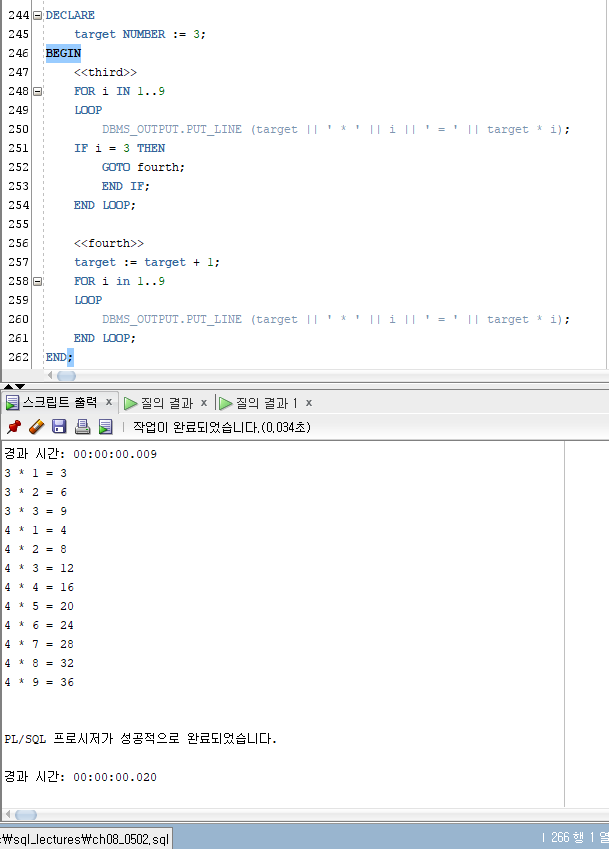 244 DECLARE
245 target NUMBER := 3;
246 BEGIN
247 <<third>>
248 FOR i IN 1..9
249 LOOP
250 DBMS_OUTPUT.PUT_LINE (target || ' * ' || i || ' = ' || target * i);
251 IF i = 3 THEN
252 GOTO fourth;
253 END IF;
254 END LOOP;
255
256 <<fourth>>
257 target := target + 1;
258 FOR i in 1..9
259 LOOP
260 DBMS_OUTPUT.PUT_LINE (target || ' * ' || i || ' = ' || target * i);
261 END LOOP;
262 END;
스크립트 출력 × 질의 결과 × 질의 결과 1 ×
작업이 완료되었습니다.(0,034초)
경과 시간: 00:00:00.009
3 * 1 = 3
3 * 2 = 6
3 * 3 = 9
4 * 1 = 4
4 * 2 = 8
4 * 3 = 12
4 * 4 = 16
4 * 5 = 20
4 * 6 = 24
4 * 7 = 28
4 * 8 = 32
4 * 9 = 36
PL/SQL 프로시저가 성공적으로 완료되었습니다.
경과 시간: 00:00:00.020
:₩sql_lectures₩ch08_0502.sql
266 행 1 열